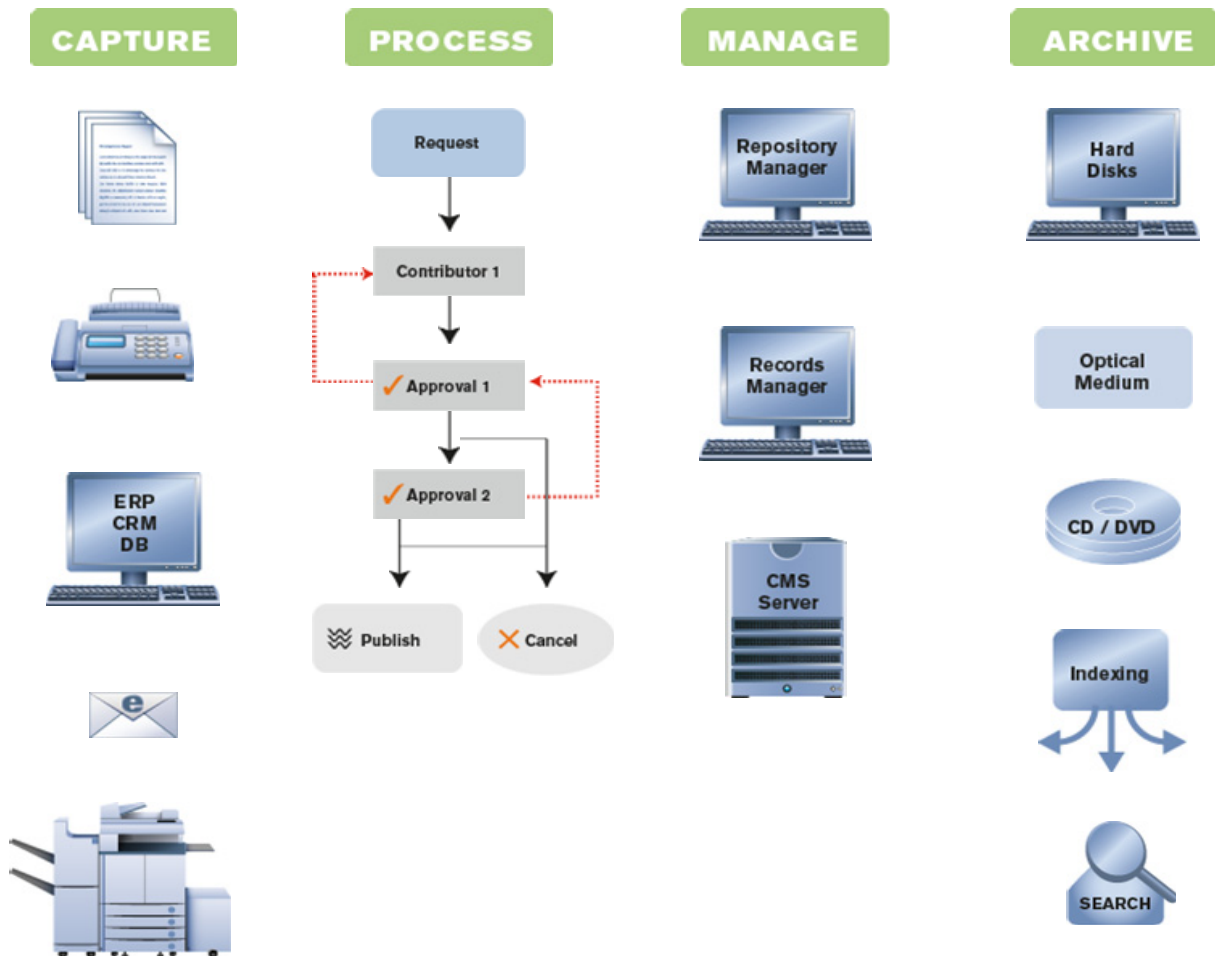 CAPTURE
ERP
CRM
DB
e
PROCESS
Request
Contributor 1
Approval 1
Approval 2
Publish
Cancel
MANAGE
Repository
Manager
Records
Manager
CMS
Server
ARCHIVE
Hard
Disks
Optical
Medium
CD / DVD
Indexing
SEARCH